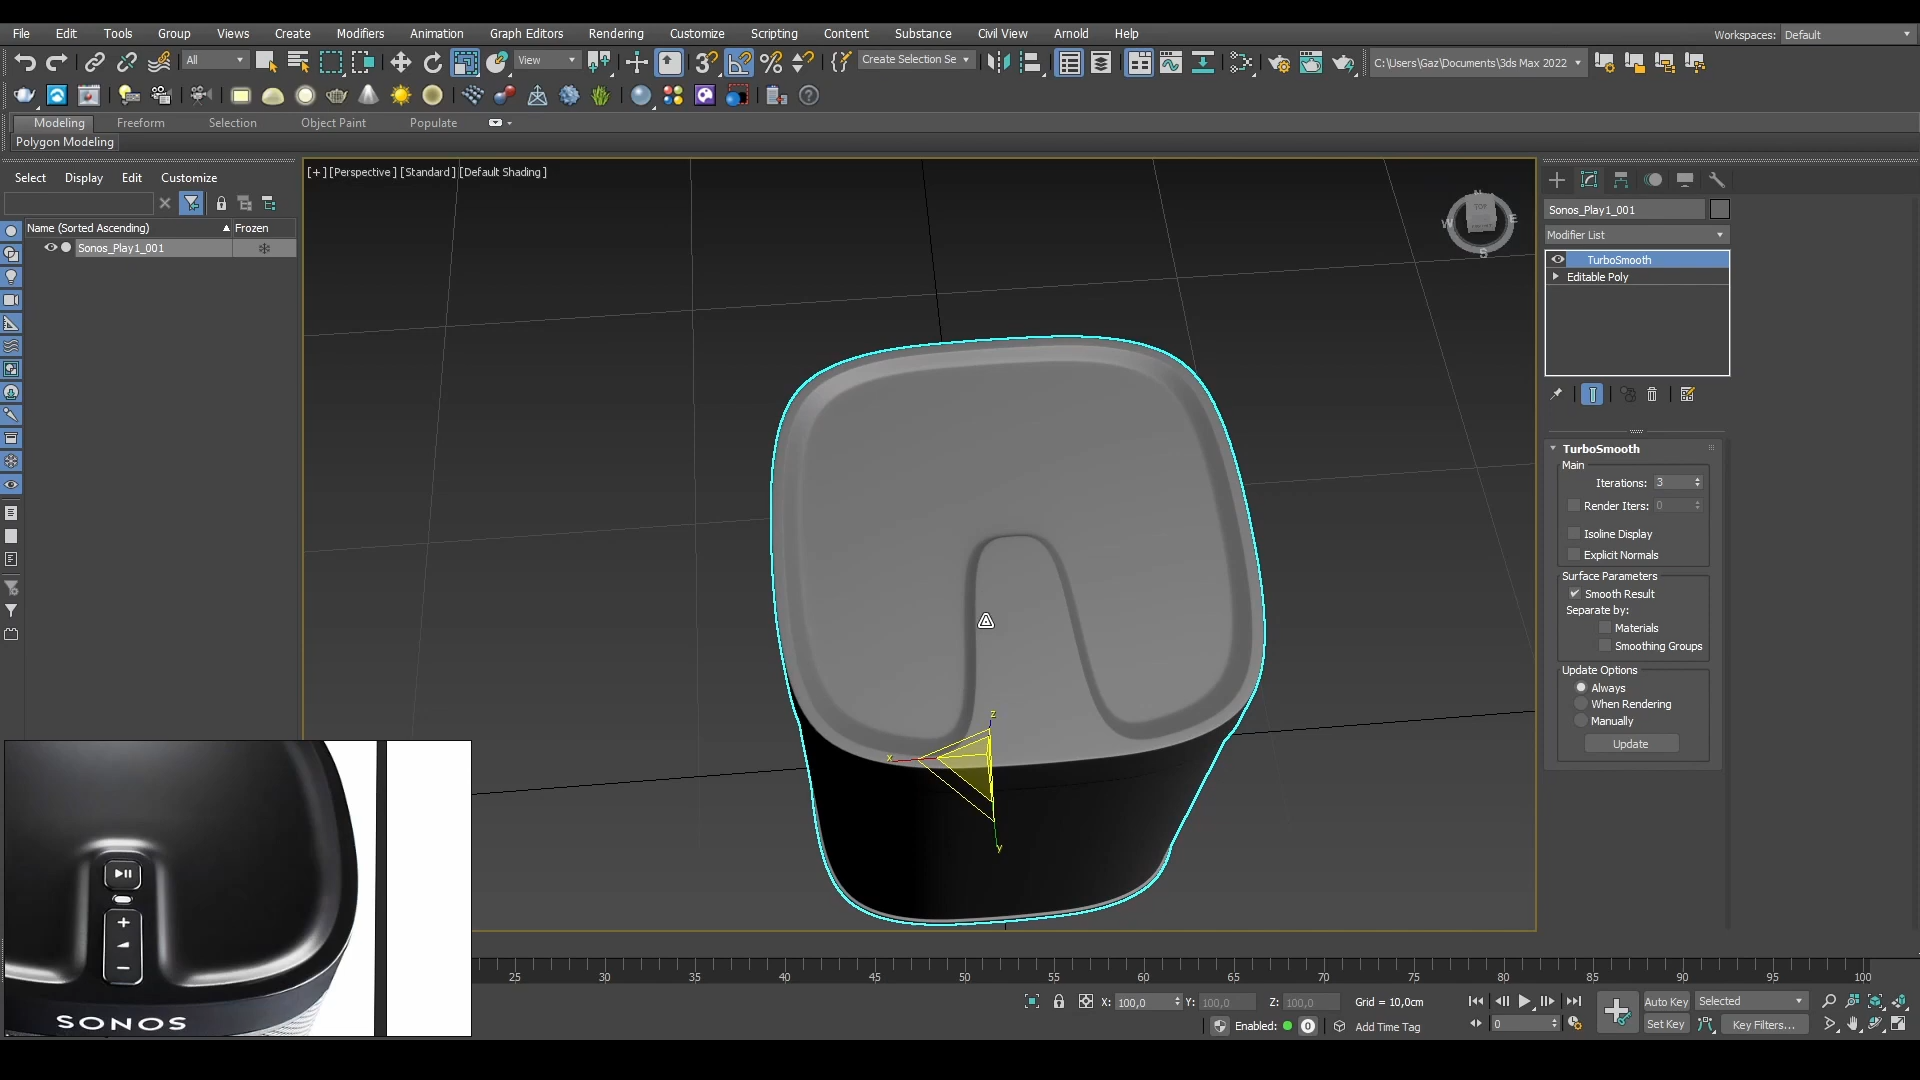 File Edit Tools Group Views Create Modifiers Animation Graph Editors Rendering Customize Scripting Content Substance Civil View Arnold Help
Workspaces: Default
All View Create Selection Se C:\Users\Gaz\Documents\3ds Max 2022
Modeling Freeform Selection Object Paint Populate
Polygon Modeling
Select Display Edit Customize
Name (Sorted Ascending) Frozen
Sonos_Play1_001
[+] [Perspective] [Standard] [Default Shading]
N
W TOP E
S
z
x
y
Sonos_Play1_001
Modifier List
TurboSmooth
Editable Poly
TurboSmooth
Main
Iterations: 3
Render Iters: 0
Isoline Display
Explicit Normals
Surface Parameters
Smooth Result
Separate by:
Materials
Smoothing Groups
Update Options
Always
When Rendering
Manually
Update
SONOS
25 30 35 40 45 50 55 60 65 70 75 80 85 90 95 100
X: 100,0 Y: 100,0 Z: 100,0 Grid = 10,0cm
Auto Key Selected
Enabled: 0 Add Time Tag
0 Set Key Key Filters...